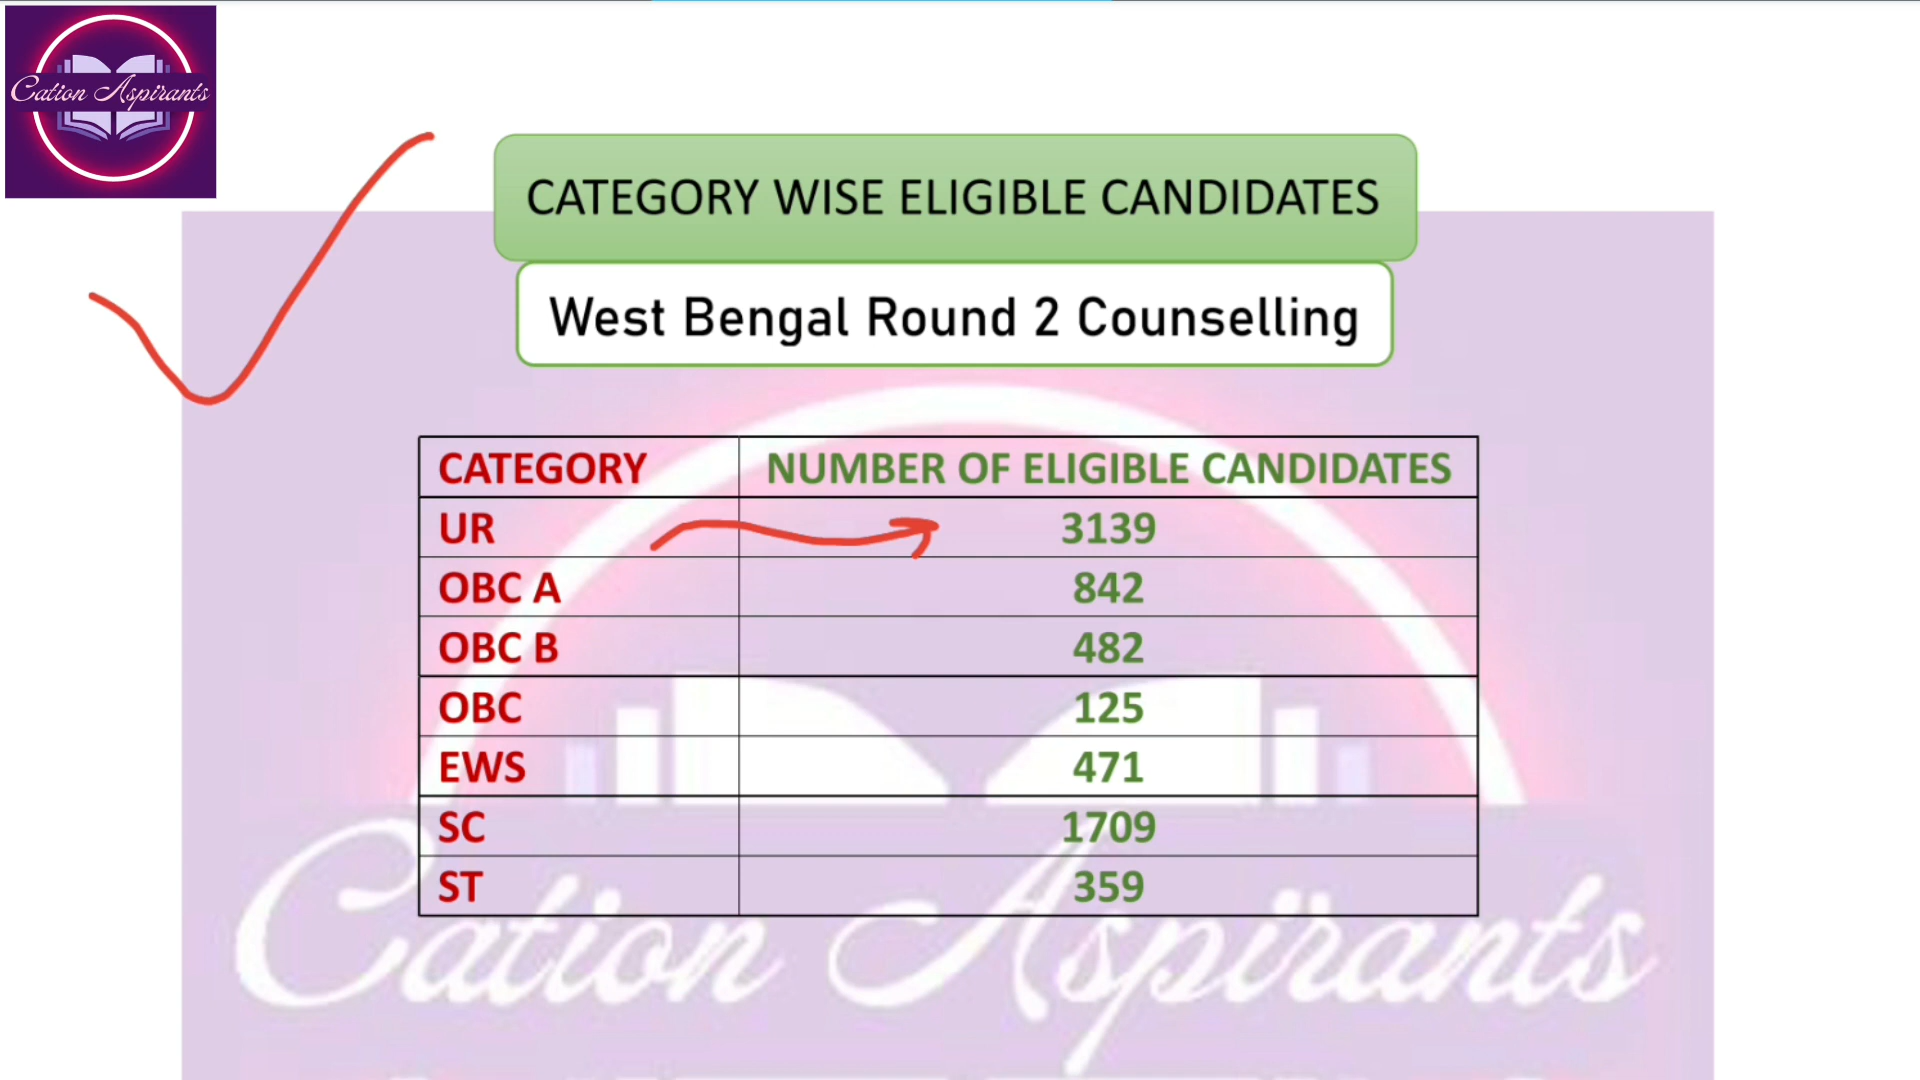 Cation Aspirants
CATEGORY WISE ELIGIBLE CANDIDATES
West Bengal Round 2 Counselling
CATEGORY NUMBER OF ELIGIBLE CANDIDATES
UR 3139
OBC A 842
OBC B 482
OBC 125
EWS 471
SC 1709
ST 359
Cation Aspirants